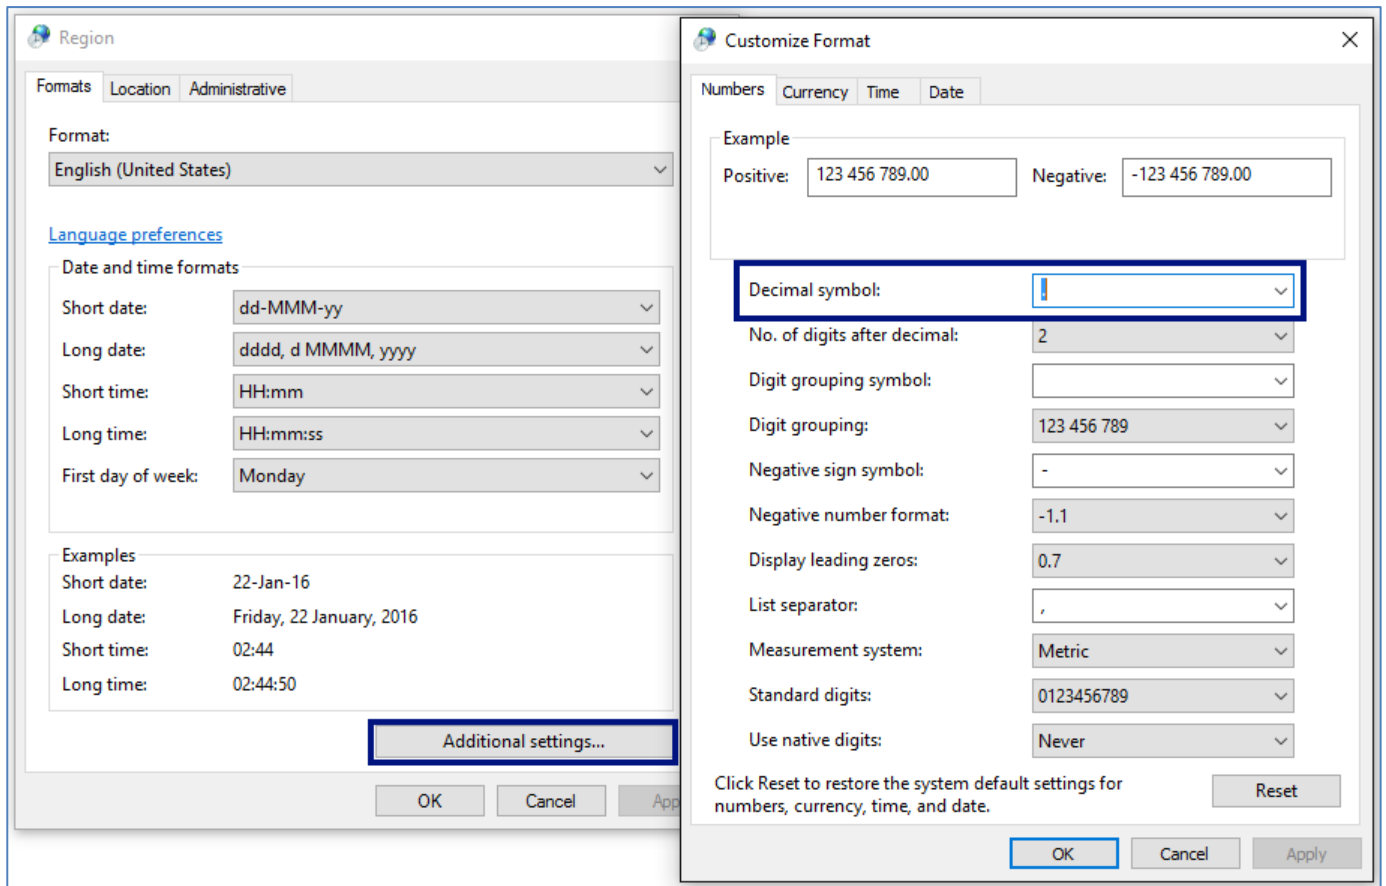 Region
Formats
Location
Administrative
Format:
English (United States)
Language preferences
Date and time formats
Short date:
dd-MMM-yy
Long date:
dddd, d MMMM, yyyy
Short time:
HH:mm
Long time:
HH:mm:ss
First day of week:
Monday
Examples
Short date:
22-Jan-16
Long date:
Friday, 22 January, 2016
Short time:
02:44
Long time:
02:44:50
Additional settings...
OK
Cancel
App
Customize Format
Numbers
Currency
Time
Date
Example
Positive:
123 456 789.00
Negative:
-123 456 789.00
Decimal symbol:
.
No. of digits after decimal:
2
Digit grouping symbol:
Digit grouping:
123 456 789
Negative sign symbol:
-
Negative number format:
-1.1
Display leading zeros:
0.7
List separator:
,
Measurement system:
Metric
Standard digits:
0123456789
Use native digits:
Never
Click Reset to restore the system default settings for
numbers, currency, time, and date.
Reset
OK
Cancel
Apply